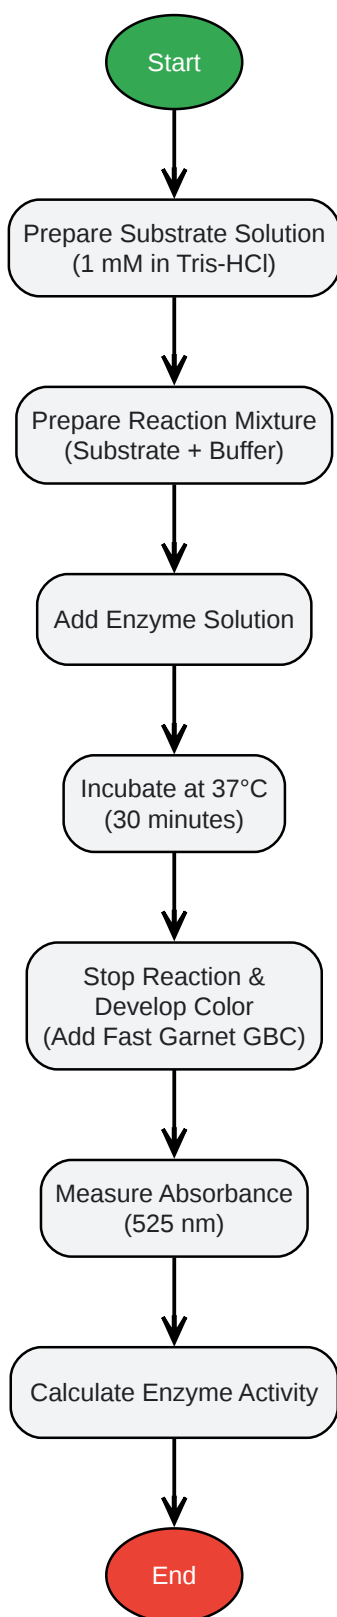 Start
Prepare Substrate Solution
(1 mM in Tris-HCl)
Prepare Reaction Mixture
(Substrate + Buffer)
Add Enzyme Solution
Incubate at 37°C
(30 minutes)
Stop Reaction &
Develop Color
(Add Fast Garnet GBC)
Measure Absorbance
(525 nm)
Calculate Enzyme Activity
End